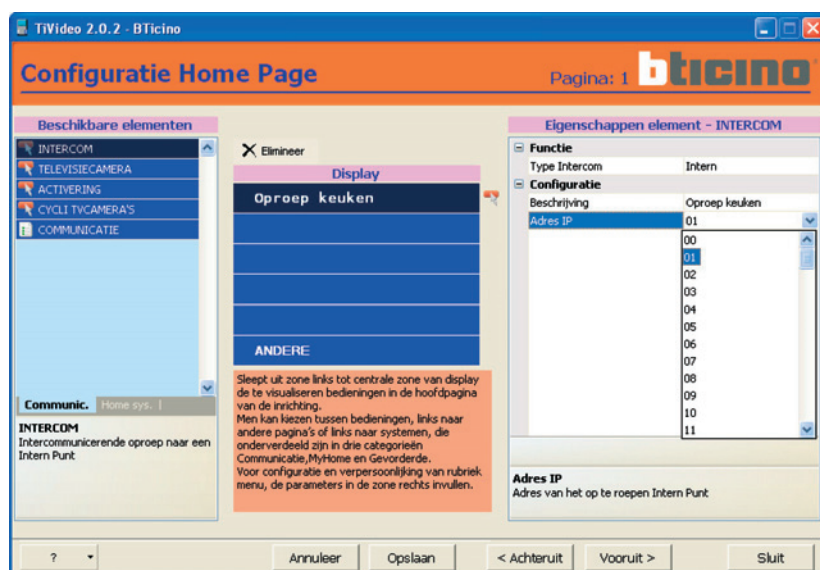 TiVideo 2.0.2 - BTicino
Configuratie Home Page
Pagina: 1
bticino
Beschikbare elementen
INTERCOM
TELEVISIECAMERA
ACTIVERING
CYCLI TVCAMERA'S
COMMUNICATIE
Communic.
Home sys.
INTERCOM
Intercommunicerende oproep naar een
Intern Punt
Elimineer
Display
Oproep keuken
ANDERE
Sleept uit zone links tot centrale zone van display
de te visualiseren bedieningen in de hoofdpagina
van de inrichting.
Men kan kiezen tussen bedieningen, links naar
andere pagina's of links naar systemen, die
onderverdeeld zijn in drie categorieën
Communicatie,MyHome en Gevorderde.
Voor configuratie en verpersoonlijking van rubriek
menu, de parameters in de zone rechts invullen.
Eigenschappen element - INTERCOM
Functie
Type Intercom Intern
Configuratie
Beschrijving Oproep keuken
Adres IP 01
00
01
02
03
04
05
06
07
08
09
10
11
Adres IP
Adres van het op te roepen Intern Punt
?
Annuleer
Opslaan
< Achteruit
Vooruit >
Sluit